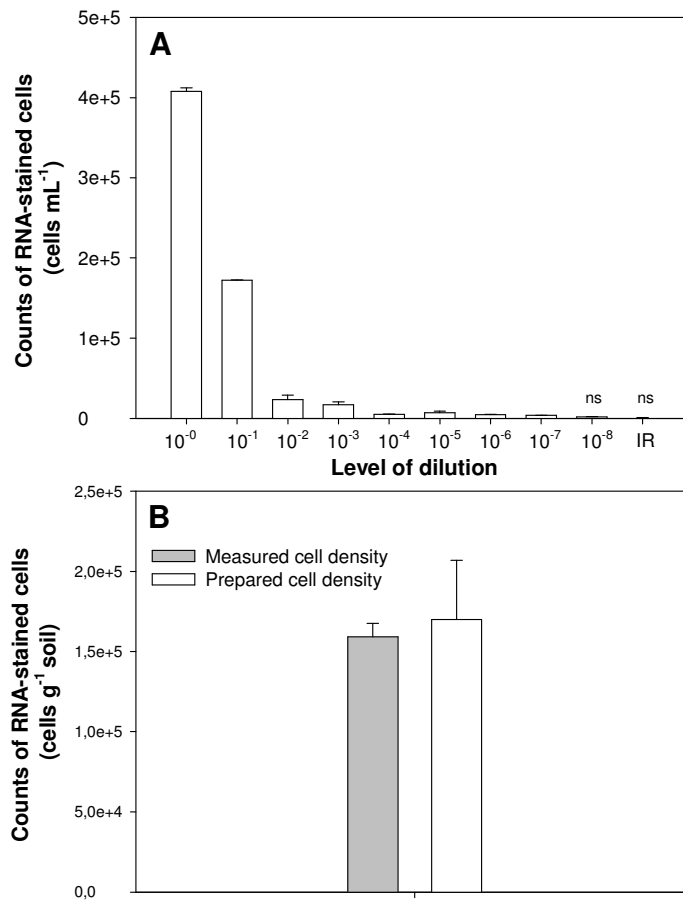 A
Counts of RNA-stained cells
(cells mL⁻¹)
5e+5
4e+5
3e+5
2e+5
1e+5
0
ns ns
10⁻⁰ 10⁻¹ 10⁻² 10⁻³ 10⁻⁴ 10⁻⁵ 10⁻⁶ 10⁻⁷ 10⁻⁸ IR
Level of dilution
B
Counts of RNA-stained cells
(cells g⁻¹ soil)
2,5e+5
2,0e+5
1,5e+5
1,0e+5
5,0e+4
0,0
Measured cell density
Prepared cell density